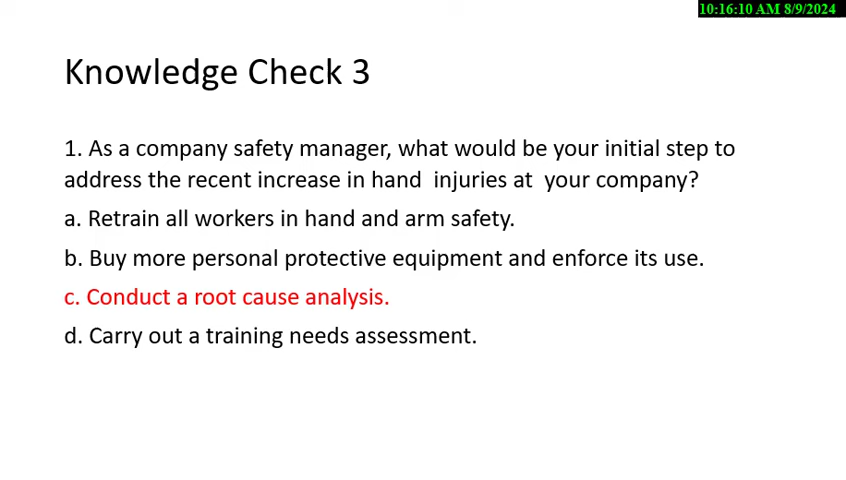 10:16:10 AM 8/9/2024
Knowledge Check 3
1. As a company safety manager, what would be your initial step to
address the recent increase in hand  injuries at  your company?
a. Retrain all workers in hand and arm safety.
b. Buy more personal protective equipment and enforce its use.
c. Conduct a root cause analysis.
d. Carry out a training needs assessment.